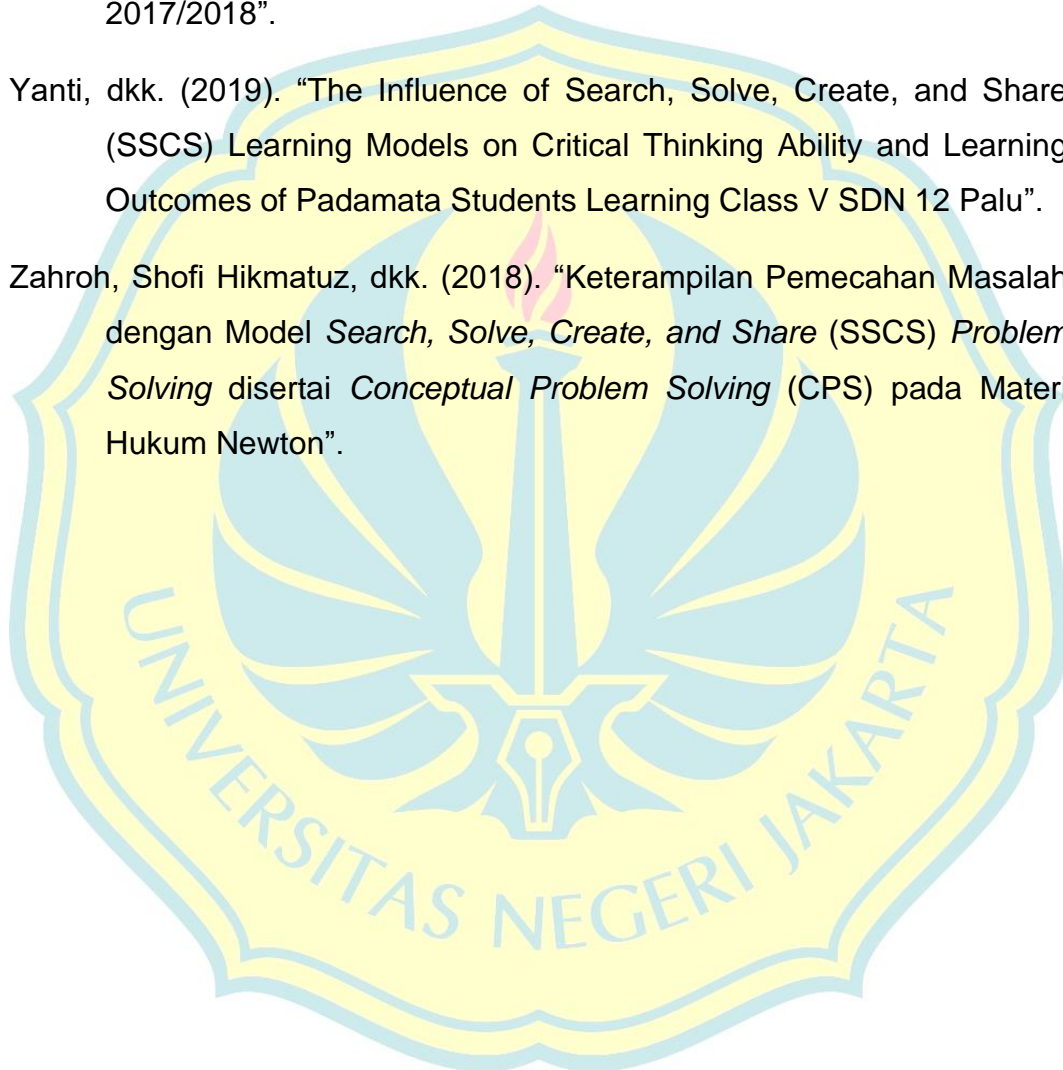 2017/2018”.
Yanti, dkk. (2019). “The Influence of Search, Solve, Create, and Share
(SSCS) Learning Models on Critical Thinking Ability and Learning
Outcomes of Padamata Students Learning Class V SDN 12 Palu”.
Zahroh, Shofi Hikmatuz, dkk. (2018). “Keterampilan Pemecahan Masalah
dengan Model Search, Solve, Create, and Share (SSCS) Problem
Solving disertai Conceptual Problem Solving (CPS) pada Materi
Hukum Newton”.
UNIVERSITAS NEGERI JAKARTA